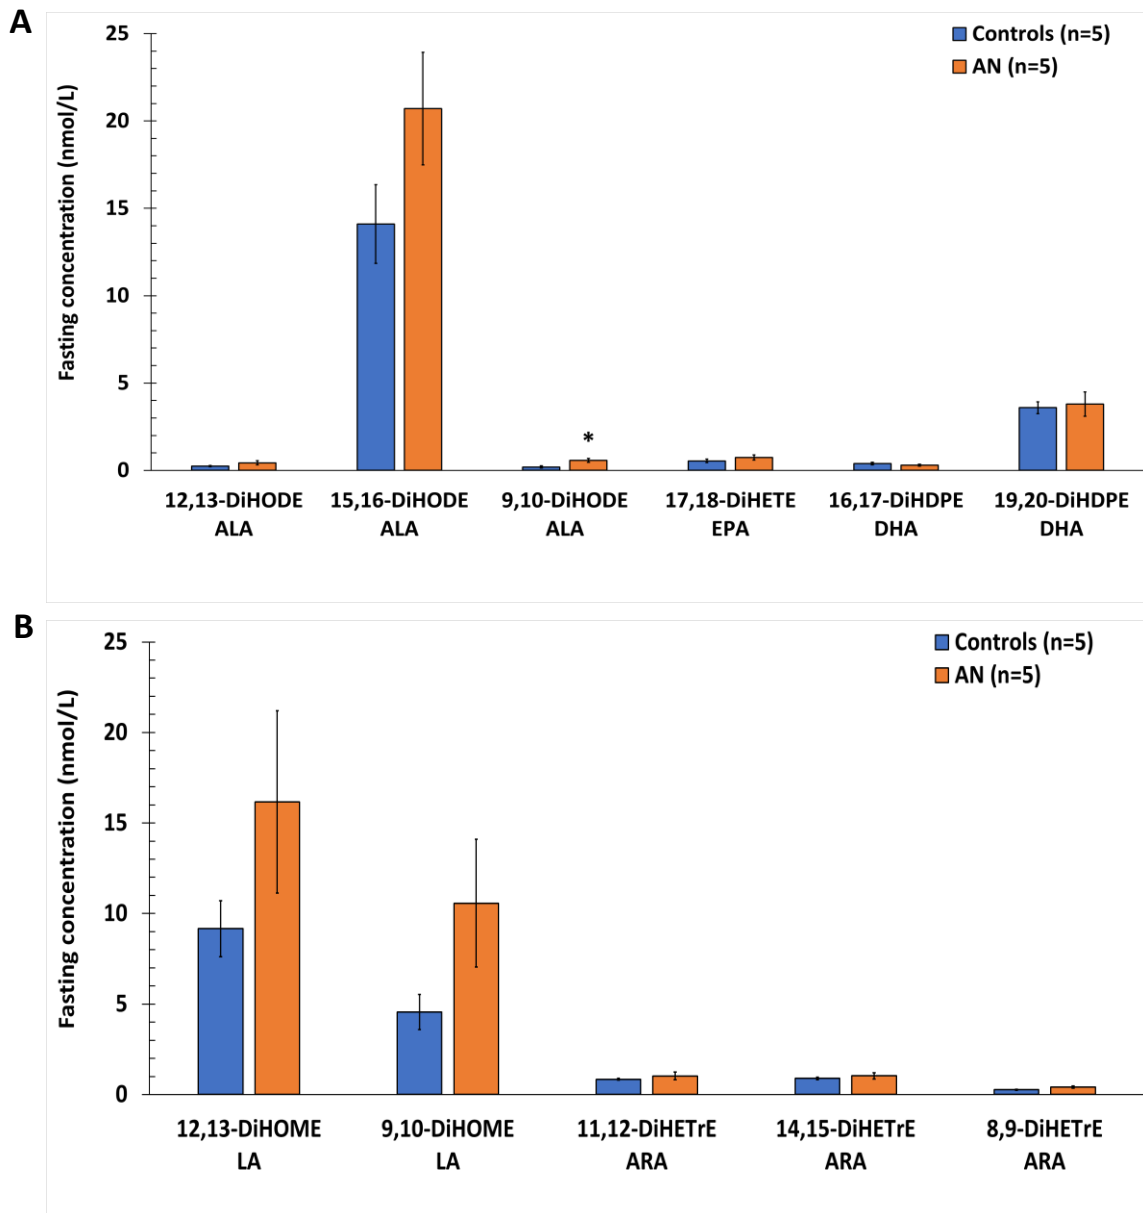 A
Controls (n=5)
AN (n=5)
Fasting concentration (nmol/L)
25
20
15
10
5
0
*
12,13-DiHODE 15,16-DiHODE 9,10-DiHODE 17,18-DiHETE 16,17-DiHDPE 19,20-DiHDPE
ALA ALA ALA EPA DHA DHA
B
Controls (n=5)
AN (n=5)
Fasting concentration (nmol/L)
25
20
15
10
5
0
12,13-DiHOME 9,10-DiHOME 11,12-DiHETrE 14,15-DiHETrE 8,9-DiHETrE
LA LA ARA ARA ARA